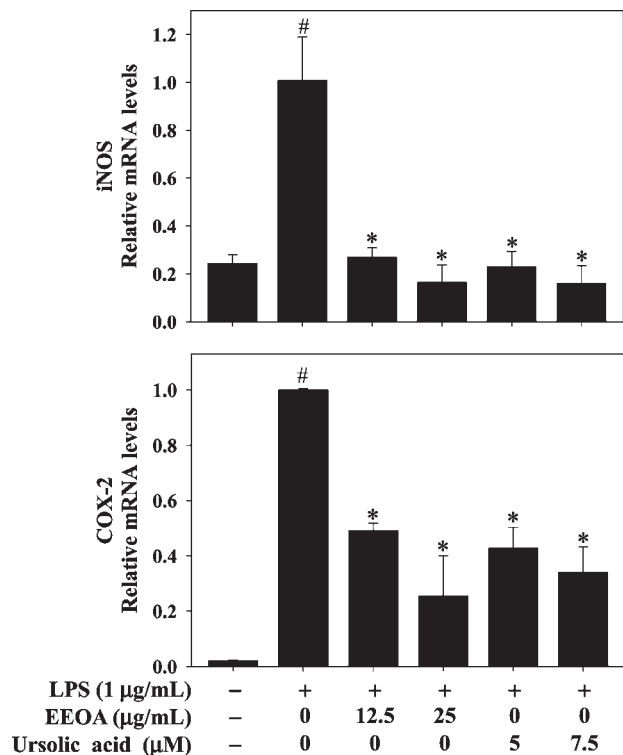 #
1.2
1.0
0.8
0.6
0.4
0.2
0.0
* * * *
iNOS
Relative mRNA levels
#
1.0
0.8
0.6
0.4
0.2
0.0
* * * *
COX-2
Relative mRNA levels
LPS (1 μg/mL) – + + + + +
EEOA (μg/mL) – 0 12.5 25 0 0
Ursolic acid (μM) – 0 0 0 5 7.5